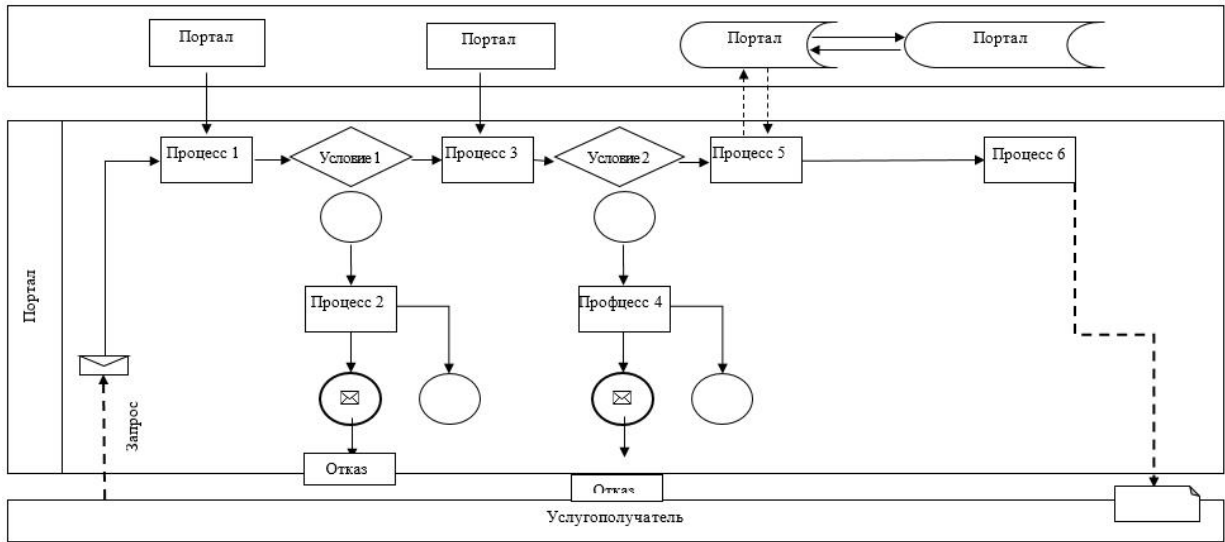 Портал
Портал
Портал
Портал
Процесс 1
Условие 1
Процесс 3
Условие 2
Процесс 5
Процесс 6
Портал
Процесс 2
Профцесс 4
Запрос
Отказ
Отказ
Услугополучатель